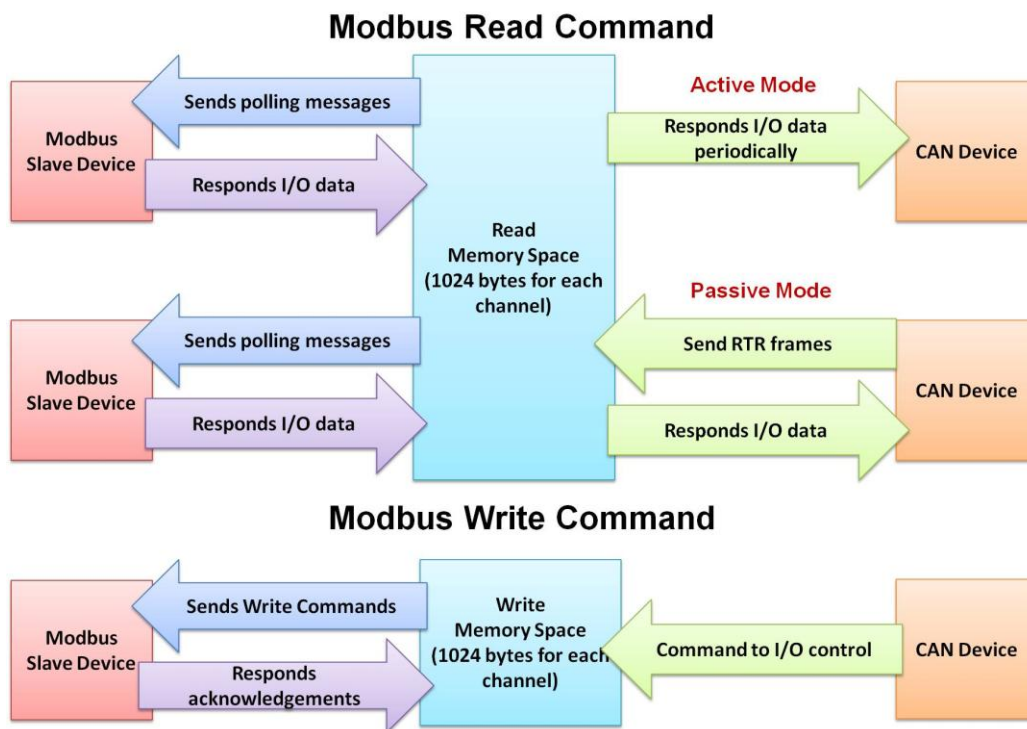 Modbus Read Command
Modbus
Slave Device
Sends polling messages
Responds I/O data
Read
Memory Space
(1024 bytes for each
channel)
Active Mode
Responds I/O data
periodically
CAN Device
Modbus
Slave Device
Sends polling messages
Responds I/O data
Passive Mode
Send RTR frames
Responds I/O data
CAN Device
Modbus Write Command
Modbus
Slave Device
Sends Write Commands
Responds
acknowledgements
Write
Memory Space
(1024 bytes for each
channel)
Command to I/O control
CAN Device